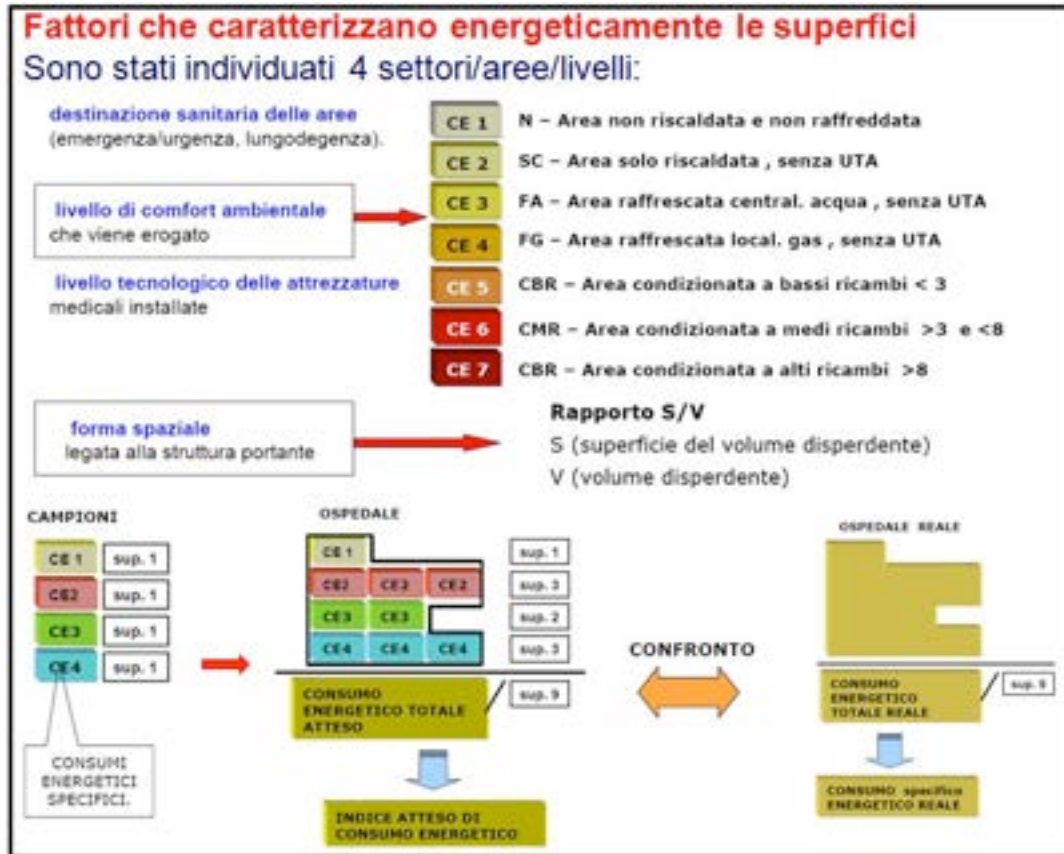 Fattori che caratterizzano energeticamente le superfici
Sono stati individuati 4 settori/aree/livelli:
destinazione sanitaria delle aree
(emergenza/urgenza, lungodegenza).
livello di comfort ambientale
che viene erogato
livello tecnologico delle attrezzature
medicali installate
CE 1 N – Area non riscaldata e non raffreddata
CE 2 SC – Area solo riscaldata , senza UTA
CE 3 FA – Area raffrescata central. acqua , senza UTA
CE 4 FG – Area raffrescata local. gas , senza UTA
CE 5 CBR – Area condizionata a bassi ricambi < 3
CE 6 CMR – Area condizionata a medi ricambi >3 e <8
CE 7 CBR – Area condizionata a alti ricambi >8
forma spaziale
legata alla struttura portante
Rapporto S/V
S (superficie del volume disperdente)
V (volume disperdente)
CAMPIONI
CE 1 sup. 1
CE2 sup. 1
CE3 sup. 1
CE4 sup. 1
CONSUMI
ENERGETICI
SPECIFICI.
OSPEDALE
CE 1 sup. 1
CE2 CE2 CE2 sup. 3
CE3 CE3 sup. 2
CE4 CE4 CE4 sup. 3
CONSUMO
ENERGETICO TOTALE
ATTESO
/ sup. 9
INDICE ATTESO DI
CONSUMO ENERGETICO
CONFRONTO
OSPEDALE REALE
CONSUMO
ENERGETICO
TOTALE REALE
/ sup. 9
CONSUMO specifico
ENERGETICO REALE